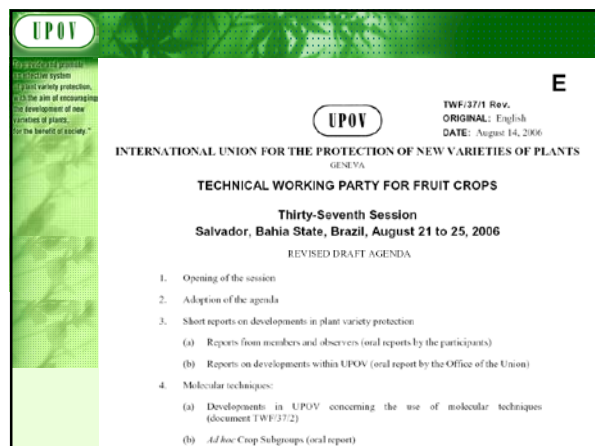 UPOV
"To provide and promote
an effective system
of plant variety protection,
with the aim of encouraging
the development of new
varieties of plants,
for the benefit of society."
E
TWF/37/1 Rev.
ORIGINAL: English
DATE: August 14, 2006
UPOV
INTERNATIONAL UNION FOR THE PROTECTION OF NEW VARIETIES OF PLANTS
GENEVA
TECHNICAL WORKING PARTY FOR FRUIT CROPS
Thirty-Seventh Session
Salvador, Bahia State, Brazil, August 21 to 25, 2006
REVISED DRAFT AGENDA
1. Opening of the session
2. Adoption of the agenda
3. Short reports on developments in plant variety protection
(a) Reports from members and observers (oral reports by the participants)
(b) Reports on developments within UPOV (oral report by the Office of the Union)
4. Molecular techniques:
(a) Developments in UPOV concerning the use of molecular techniques
(document TWF/37/2)
(b) Ad hoc Crop Subgroups (oral report)